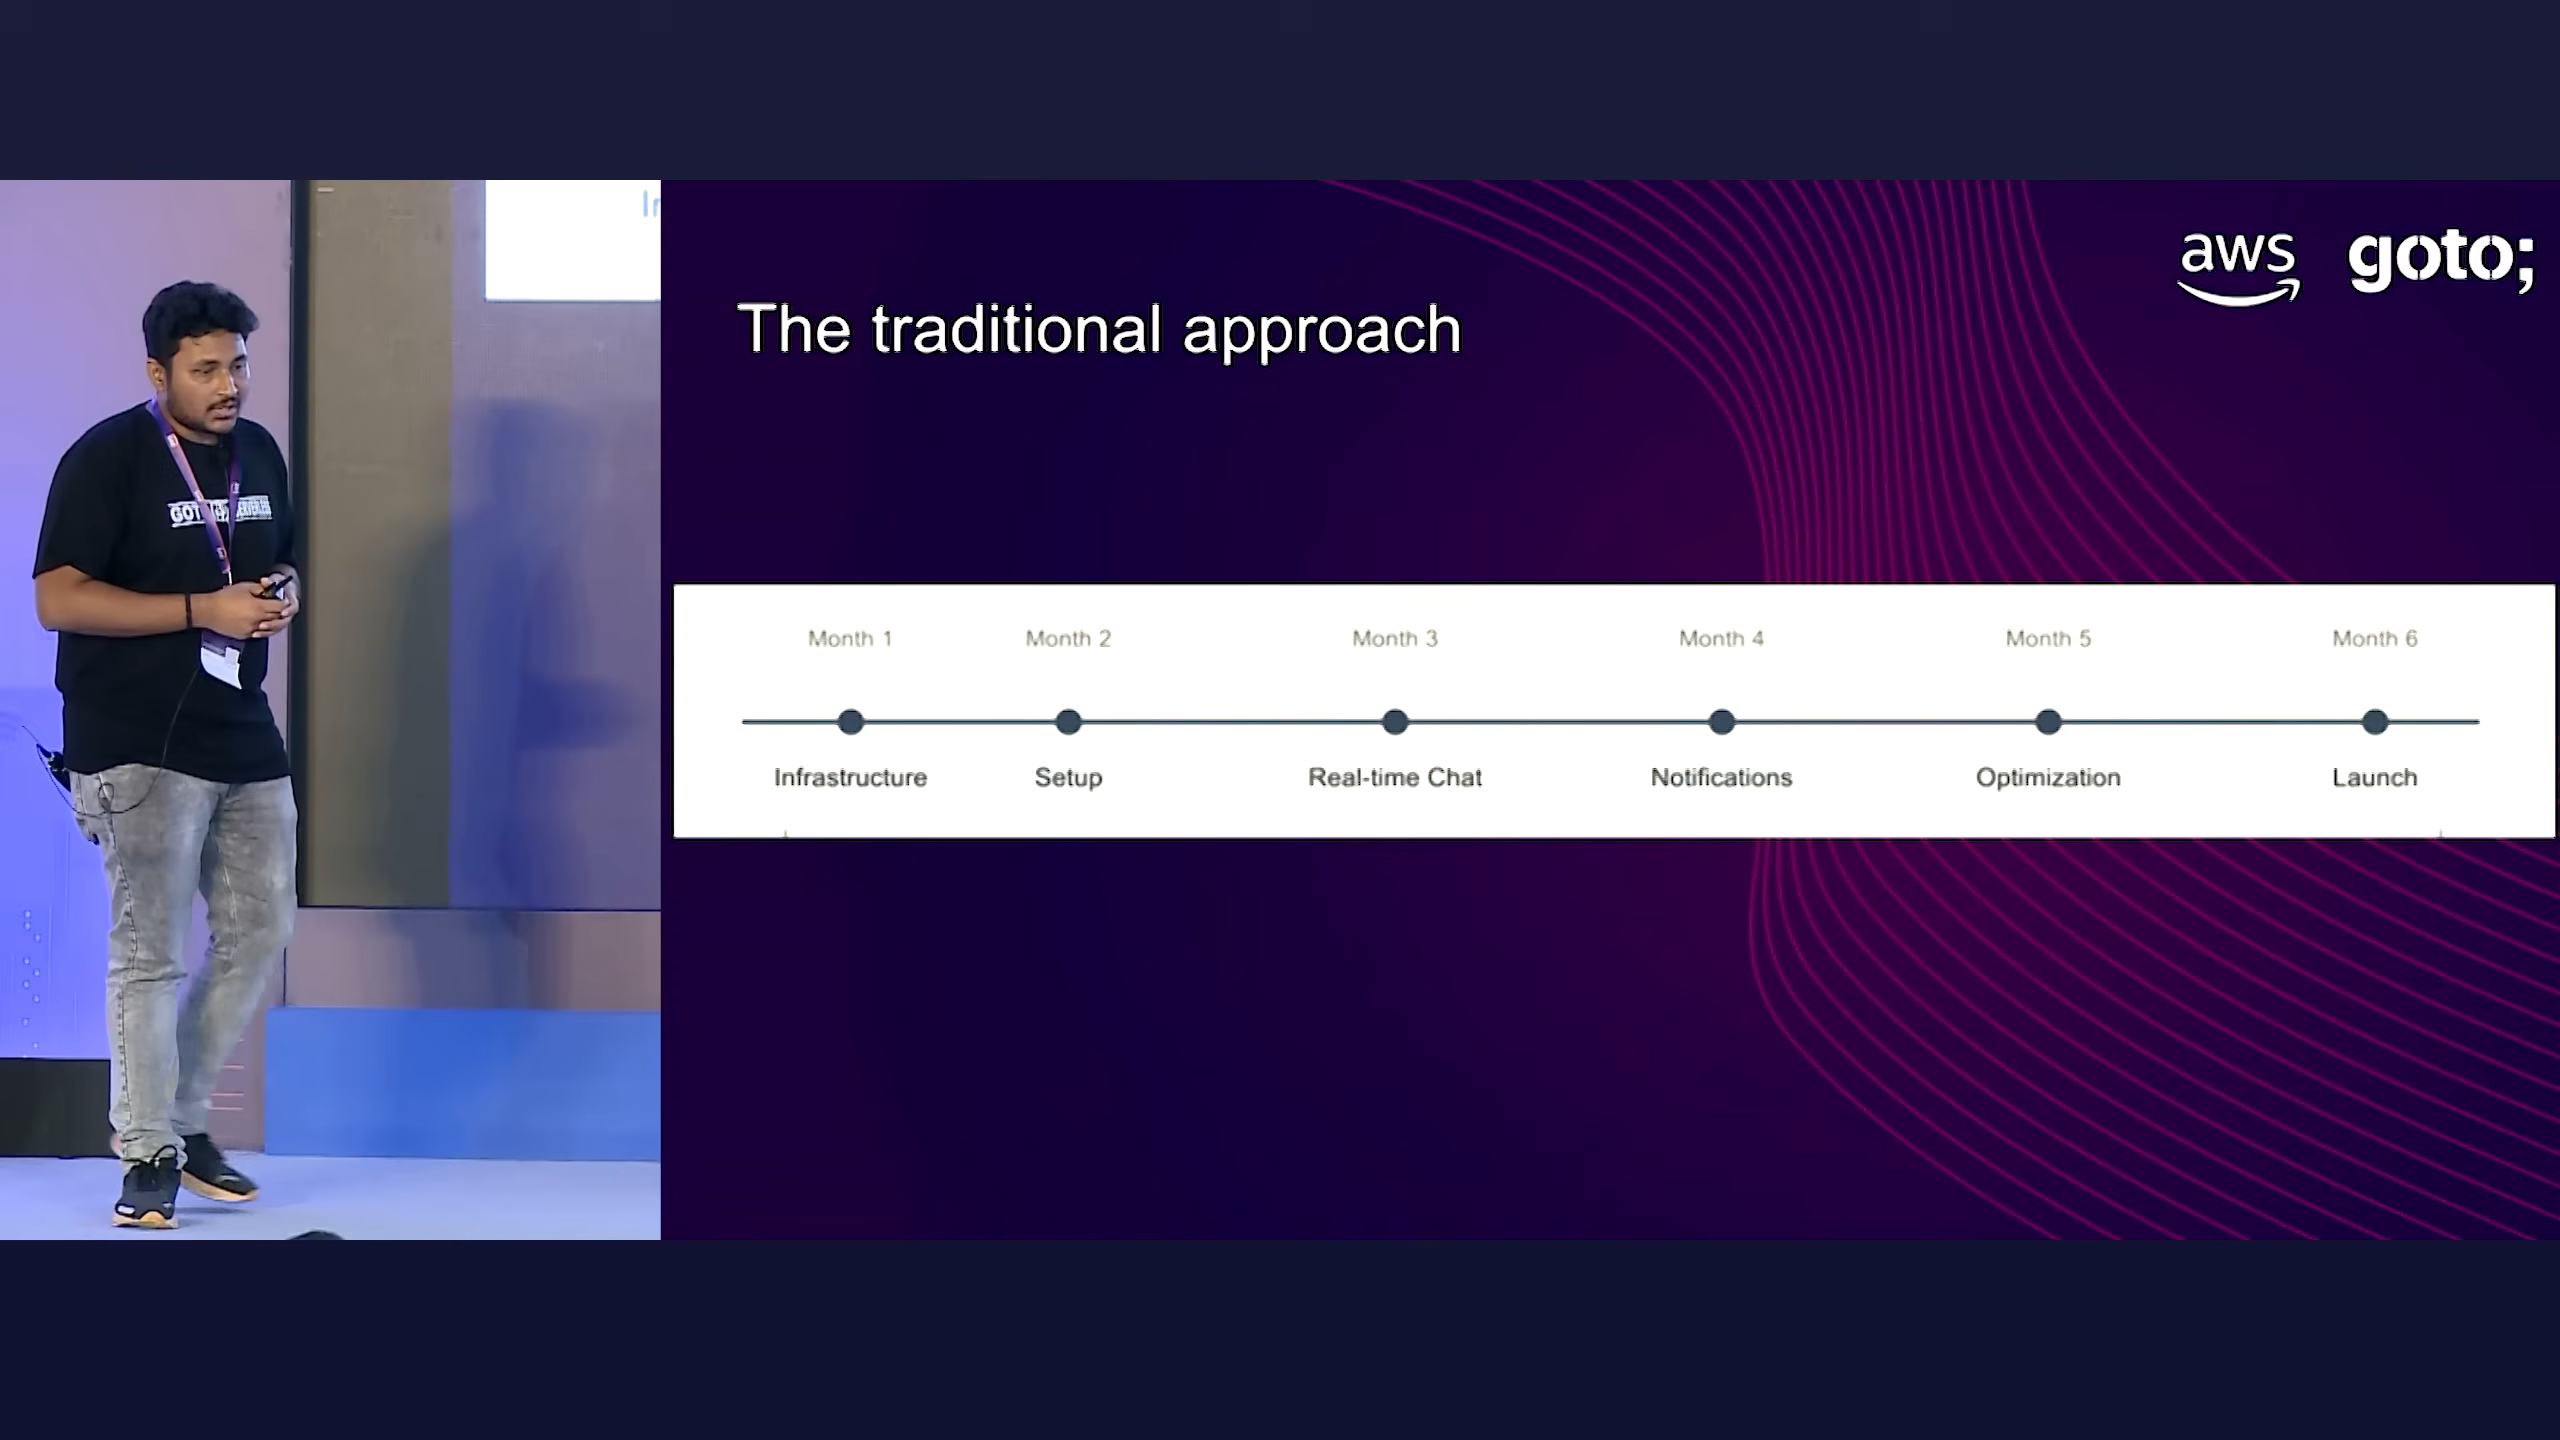 aws goto;
The traditional approach
Month 1 Month 2 Month 3 Month 4 Month 5 Month 6
Infrastructure Setup Real-time Chat Notifications Optimization Launch